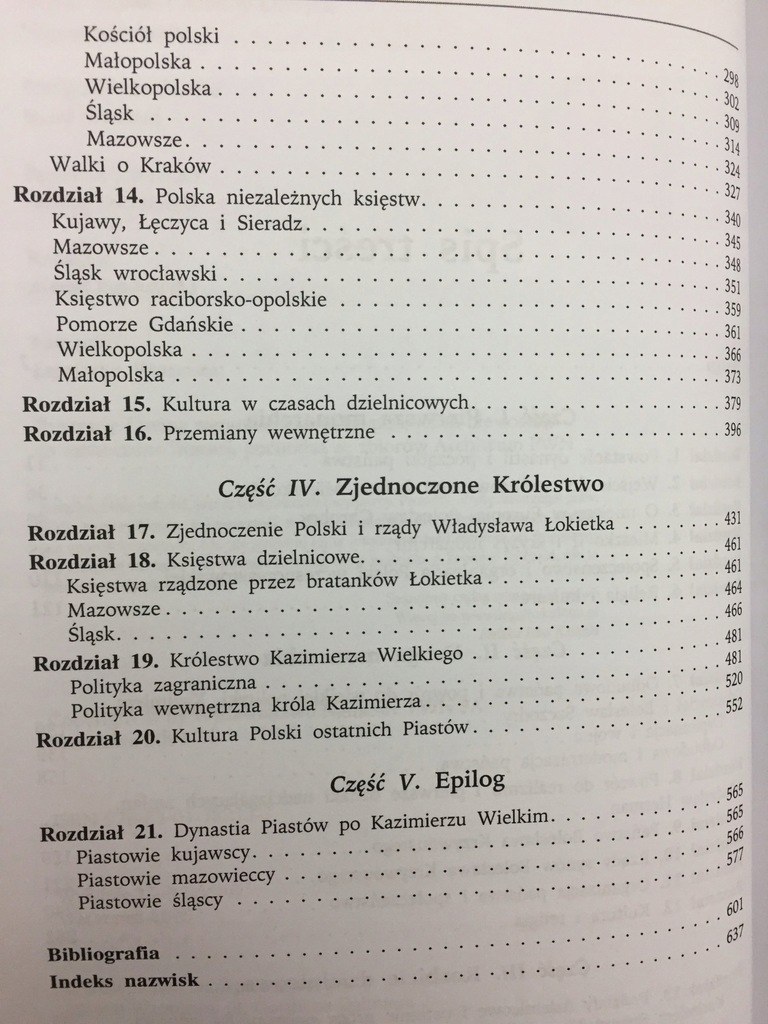 Kościół polski . . . . . . . . . . 298
Małopolska . . . . . . . . . . 302
Wielkopolska . . . . . . . . . . 309
Śląsk . . . . . . . . . . 314
Mazowsze . . . . . . . . . . 324
Walki o Kraków . . . . . . . . . . 327
Rozdział 14. Polska niezależnych księstw . . . . . . . . . . 340
Kujawy, Łęczyca i Sieradz . . . . . . . . . . 345
Mazowsze . . . . . . . . . . 348
Śląsk wrocławski . . . . . . . . . . 351
Księstwo raciborsko-opolskie . . . . . . . . . . 359
Pomorze Gdańskie . . . . . . . . . . 361
Wielkopolska . . . . . . . . . . 366
Małopolska . . . . . . . . . . 373
Rozdział 15. Kultura w czasach dzielnicowych . . . . . . . . . . 379
Rozdział 16. Przemiany wewnętrzne . . . . . . . . . . 396
Część IV. Zjednoczone Królestwo
Rozdział 17. Zjednoczenie Polski i rządy Władysława Łokietka . . . . . . . 431
Rozdział 18. Księstwa dzielnicowe . . . . . . . . . . 461
Księstwa rządzone przez bratanków Łokietka . . . . . . . . . . 461
Mazowsze . . . . . . . . . . 464
Śląsk . . . . . . . . . . 466
Rozdział 19. Królestwo Kazimierza Wielkiego . . . . . . . . . . 481
Polityka zagraniczna . . . . . . . . . . 481
Polityka wewnętrzna króla Kazimierza . . . . . . . . . . 520
Rozdział 20. Kultura Polski ostatnich Piastów . . . . . . . . . . 552
Część V. Epilog
Rozdział 21. Dynastia Piastów po Kazimierzu Wielkim . . . . . . . . . . 565
Piastowie kujawscy . . . . . . . . . . 565
Piastowie mazowieccy . . . . . . . . . . 566
Piastowie śląscy . . . . . . . . . . 577
Bibliografia . . . . . . . . . . 601
Indeks nazwisk . . . . . . . . . . 637